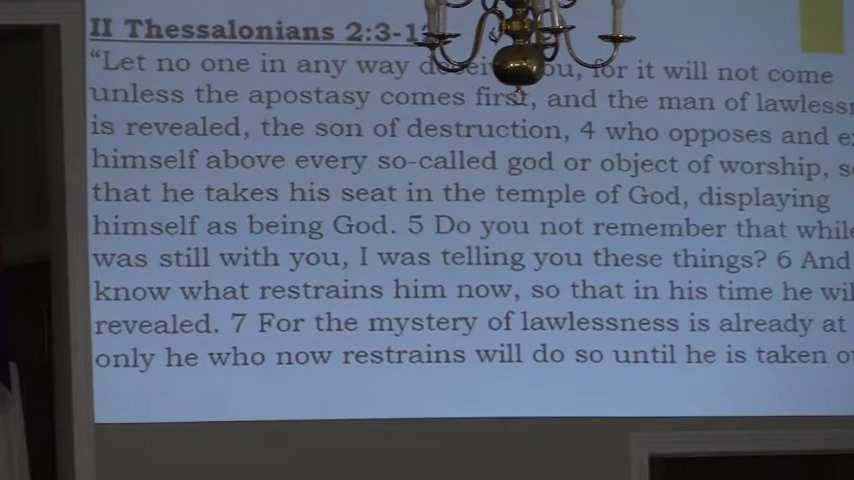 II Thessalonians 2:3-1
“Let no one in any way you, for it will not come
unless the apostasy comes first, and the man of lawless
is revealed, the son of destruction, 4 who opposes and
himself above every so-called god or object of worship,
that he takes his seat in the temple of God, displaying
himself as being God. 5 Do you not remember that while
was still with you, I was telling you these things? 6 And
know what restrains him now, so that in his time he
revealed. 7 For the mystery of lawlessness is already at
only he who now restrains will do so until he is taken